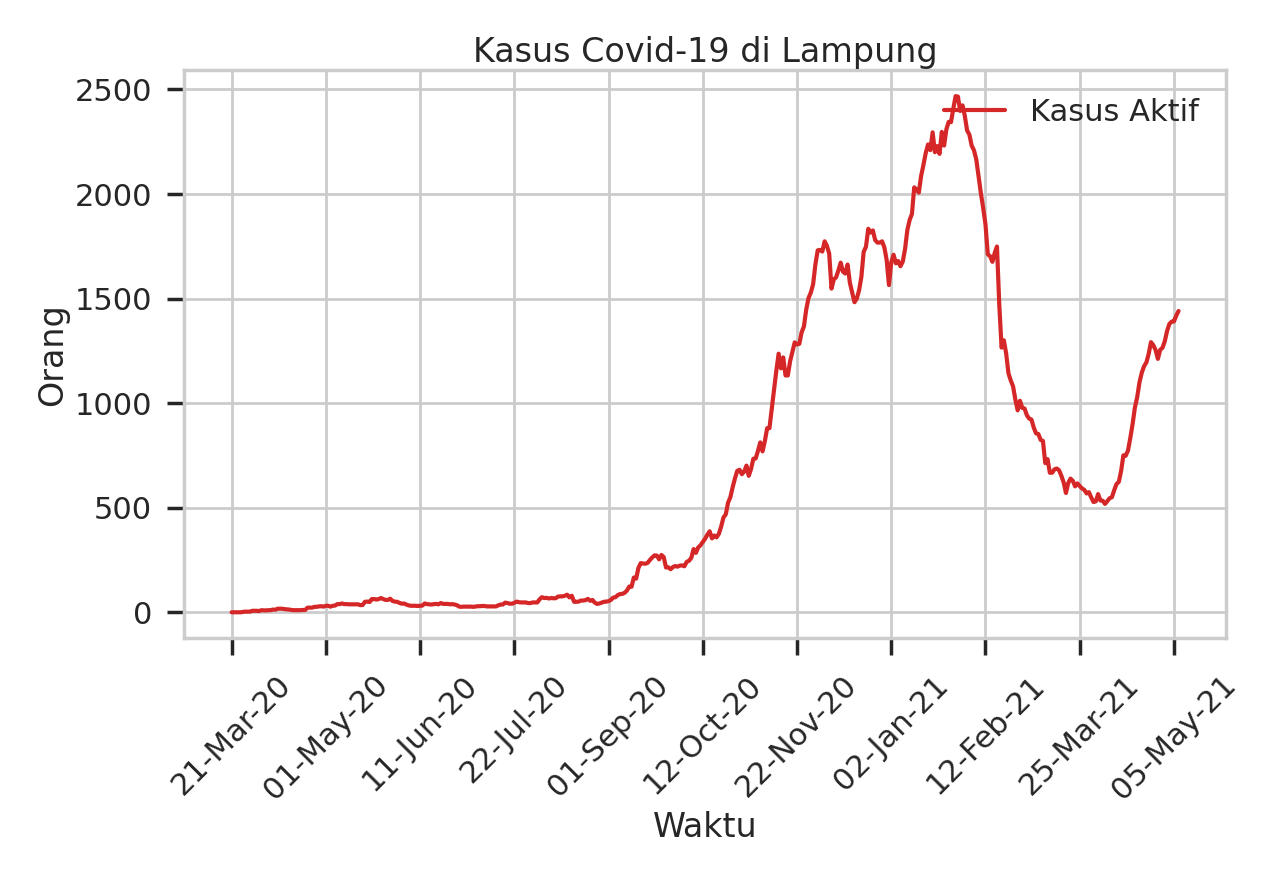 Kasus Covid-19 di Lampung
Kasus Aktif
2500
2000
1500
1000
500
0
Orang
21-Mar-20
01-May-20
11-Jun-20
22-Jul-20
01-Sep-20
12-Oct-20
22-Nov-20
02-Jan-21
12-Feb-21
25-Mar-21
05-May-21
Waktu